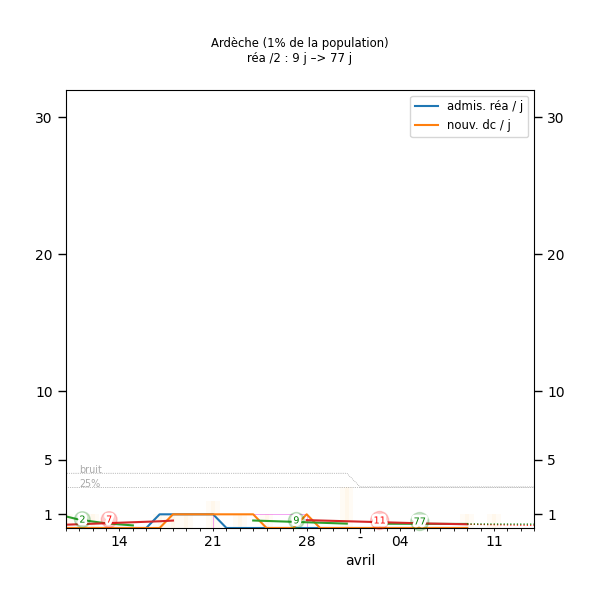 Ardèche (1% de la population)
réa /2 : 9 j –> 77 j
admis. réa / j
nouv. dc / j
30 30
20 20
10 10
5 5
bruit
25%
1 2 7 9 11 77 1
14 21 28 - 04 11
avril